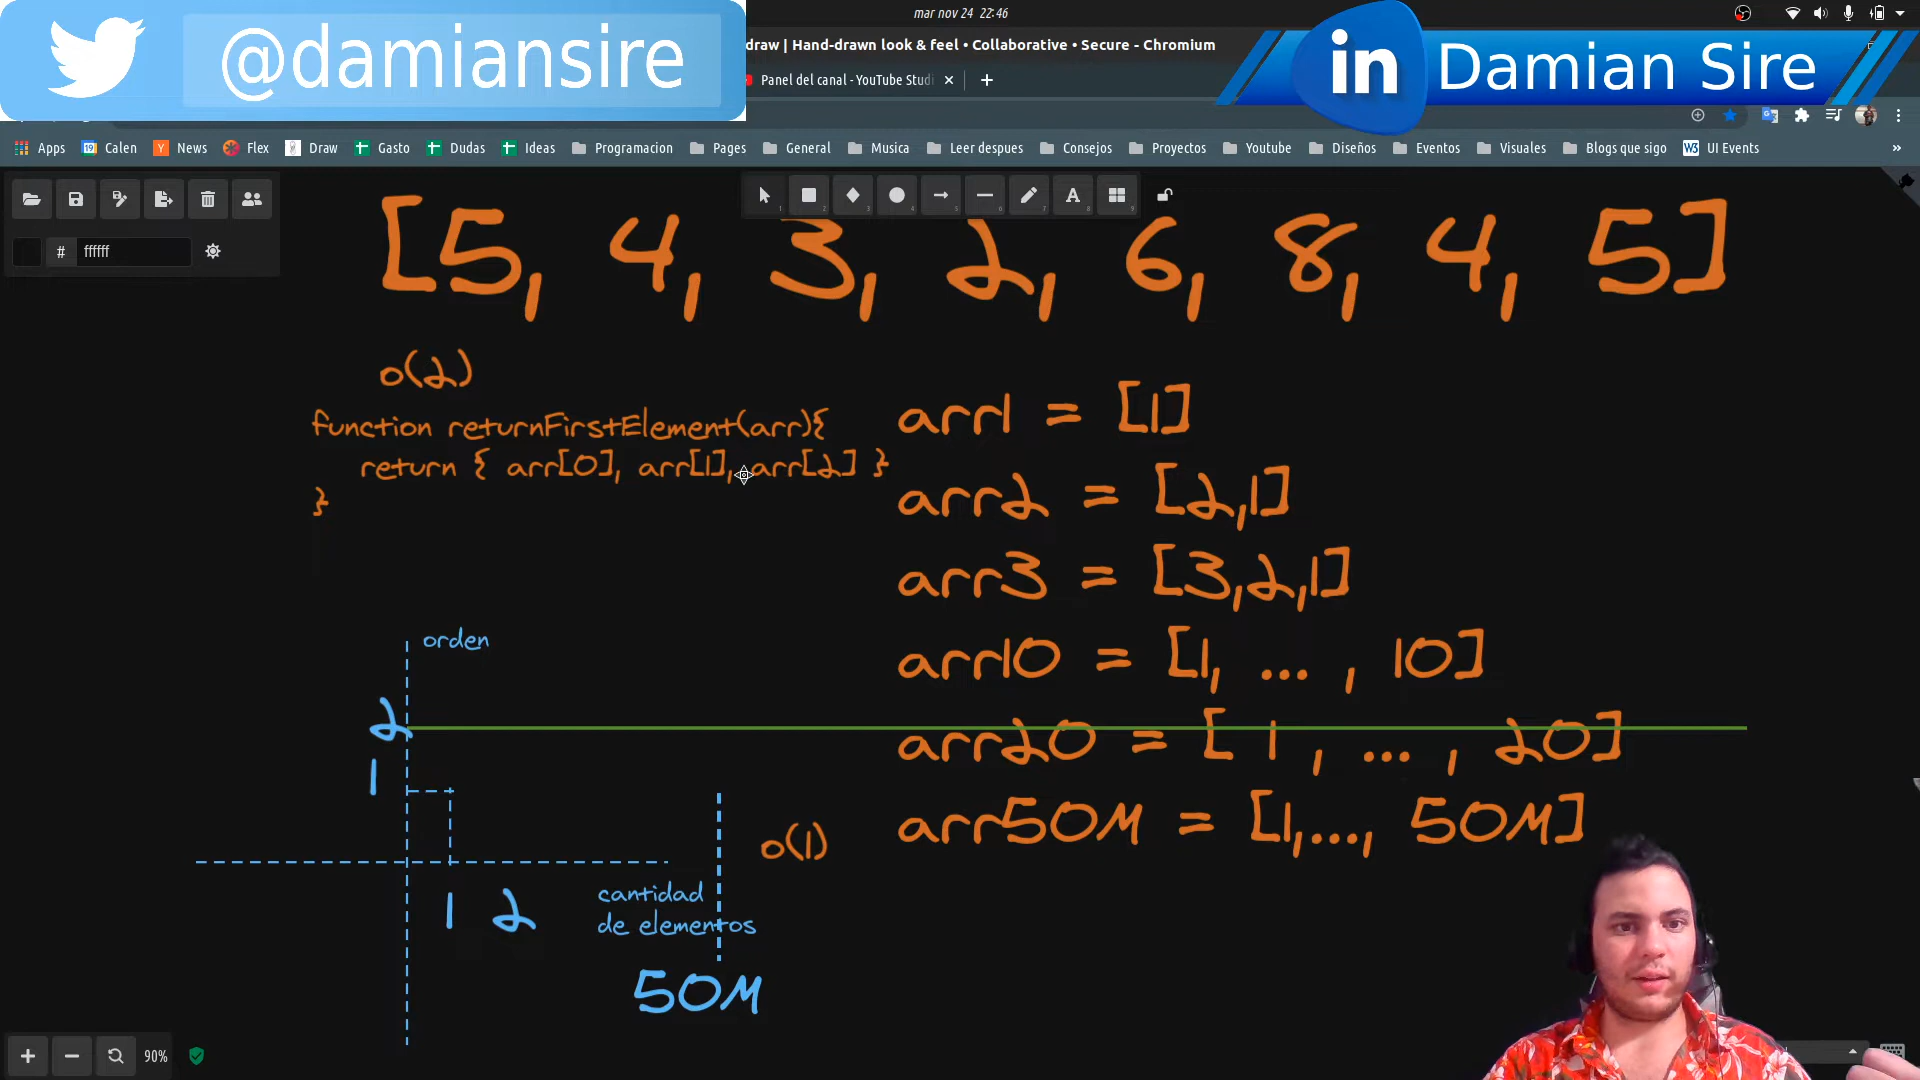 mar nov 24 22:46
@damiansire
draw | Hand-drawn look & feel • Collaborative • Secure - Chromium
in Damian Sire
Panel del canal - YouTube Studi
Apps Calen News Flex Draw Gasto Dudas Ideas Programacion Pages General Musica Leer despues Consejos Proyectos Youtube Diseños Eventos Visuales Blogs que sigo UI Events
# ffffff
[5, 4, 3, 2, 6, 8, 4, 5]
o(2)
function returnFirstElement(arr){
return { arr[0], arr[1], arr[2] }
}
arr1 = [1]
arr2 = [2,1]
arr3 = [3,2,1]
arr10 = [1, ... , 10]
arr20 = [ 1 , ... , 20]
arr50M = [1,..., 50M]
orden
2
1
o(1)
1 2
cantidad
de elementos
50M
90%